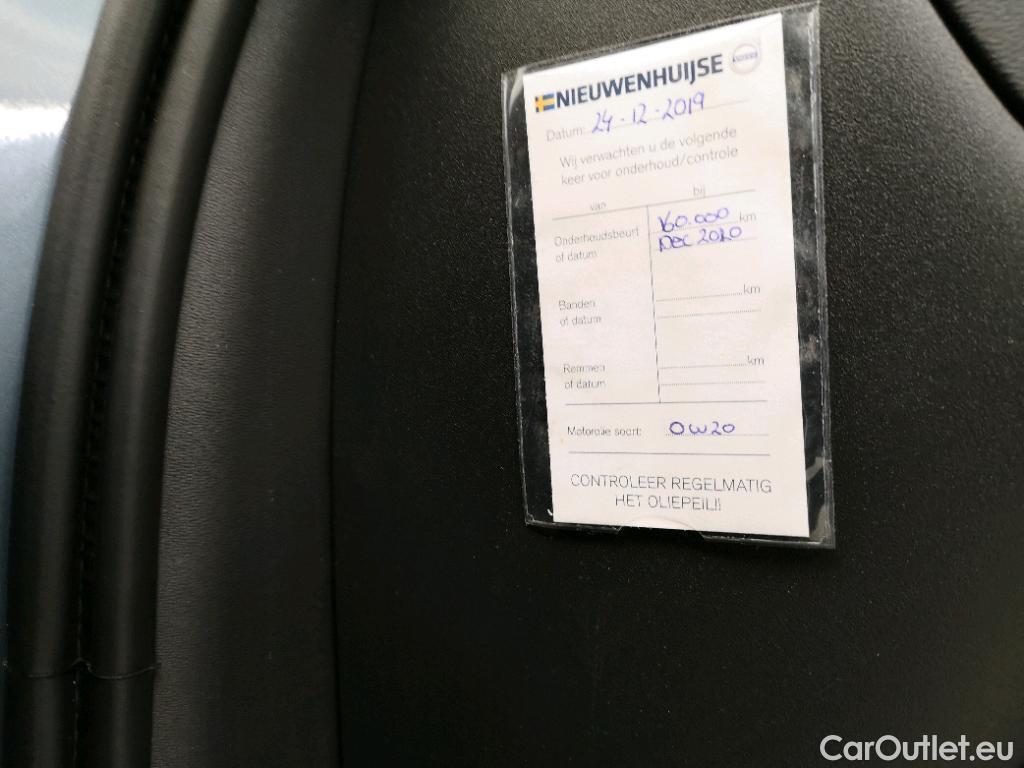 NIEUWENHUIJSE
Datum: 24-12-2019
Wij verwachten u de volgende
keer voor onderhoud/controle
van bij
Onderhoudsbeurt 160.000 km
of datum Dec 2020
Banden km
of datum
Remmen km
of datum
Motorolie soort: 0W20
CONTROLEER REGELMATIG
HET OLIEPEIL!!
CarOutlet.eu